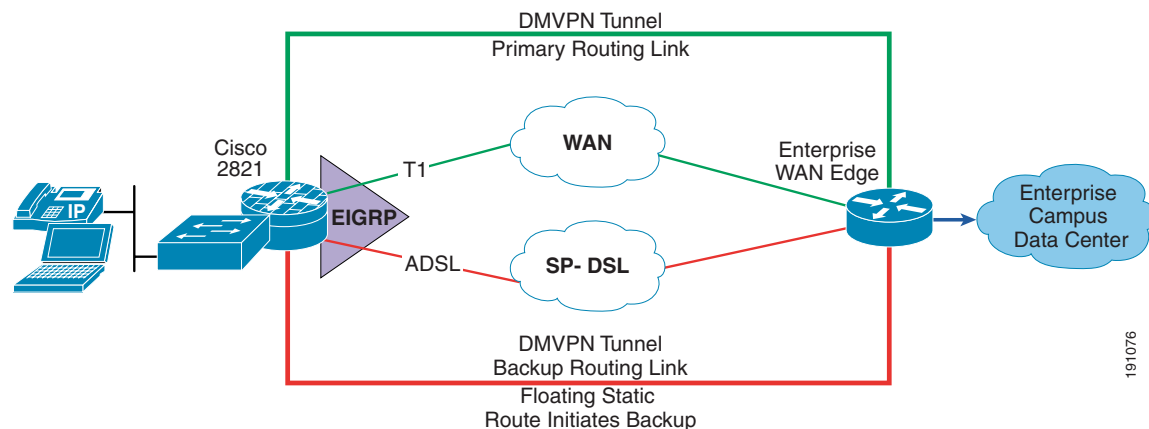 DMVPN Tunnel
Primary Routing Link
Cisco
2821
T1
WAN
Enterprise
WAN Edge
IP
EIGRP
Enterprise
Campus
Data Center
ADSL
SP- DSL
DMVPN Tunnel
Backup Routing Link
Floating Static
Route Initiates Backup
191076